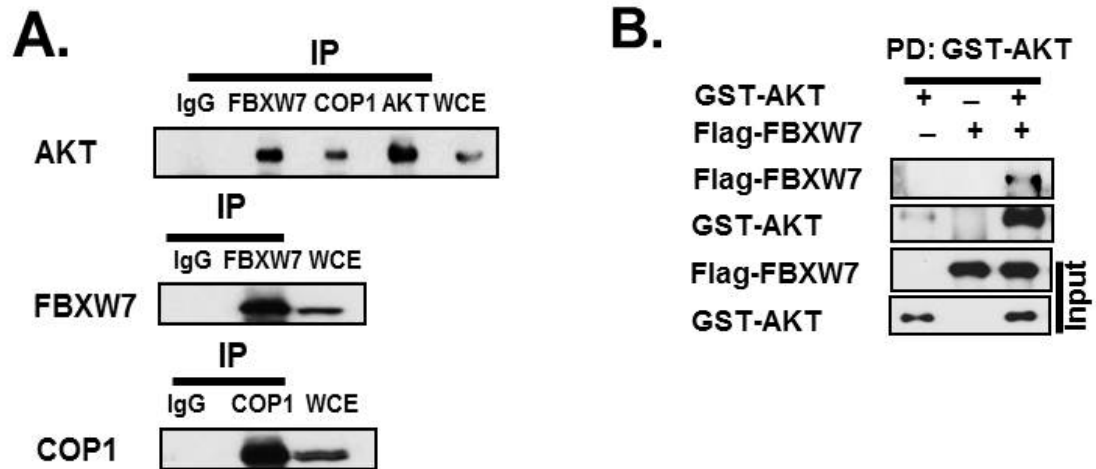 A.
IP
IgG FBXW7 COP1 AKT WCE
AKT
IP
IgG FBXW7 WCE
FBXW7
IP
IgG COP1 WCE
COP1
B.
PD: GST-AKT
GST-AKT + – +
Flag-FBXW7 – + +
Flag-FBXW7
GST-AKT
Flag-FBXW7
GST-AKT
Input